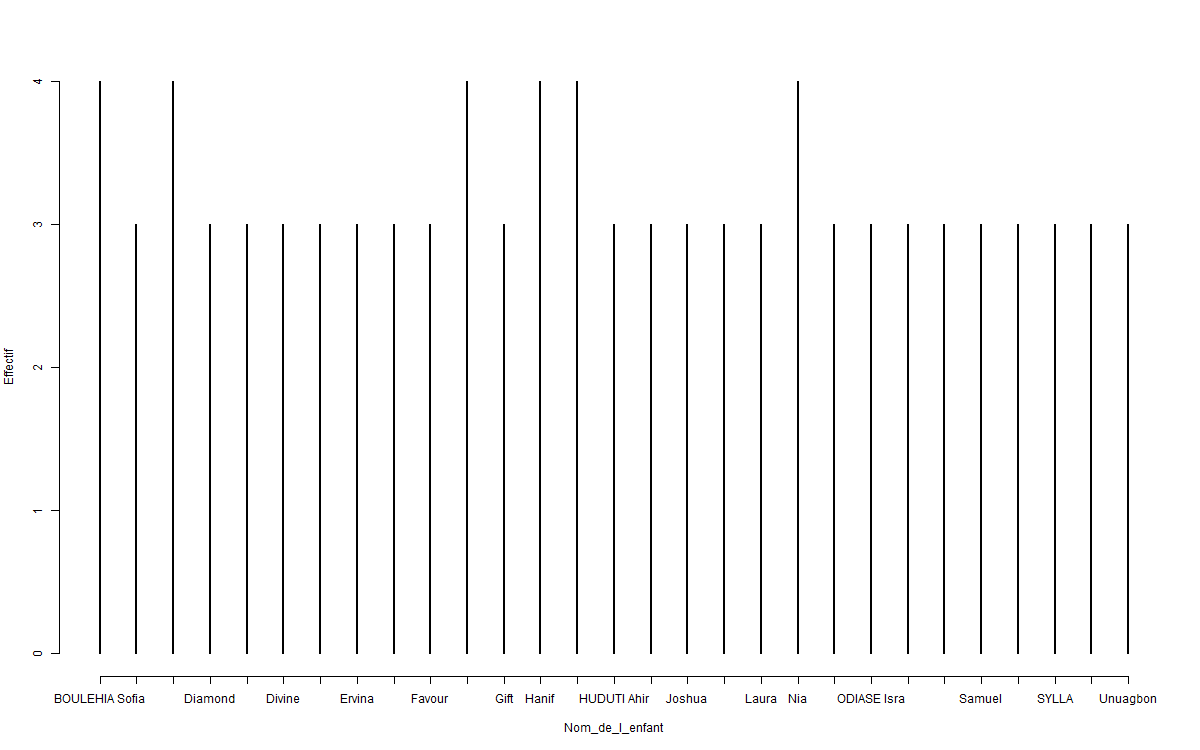 4
3
2
1
0
Effectif
BOULEHIA Sofia Diamond Divine Ervina Favour Gift Hanif HUDUTI Ahir Joshua Laura Nia ODIASE Isra Samuel SYLLA Unuagbon
Nom_de_l_enfant